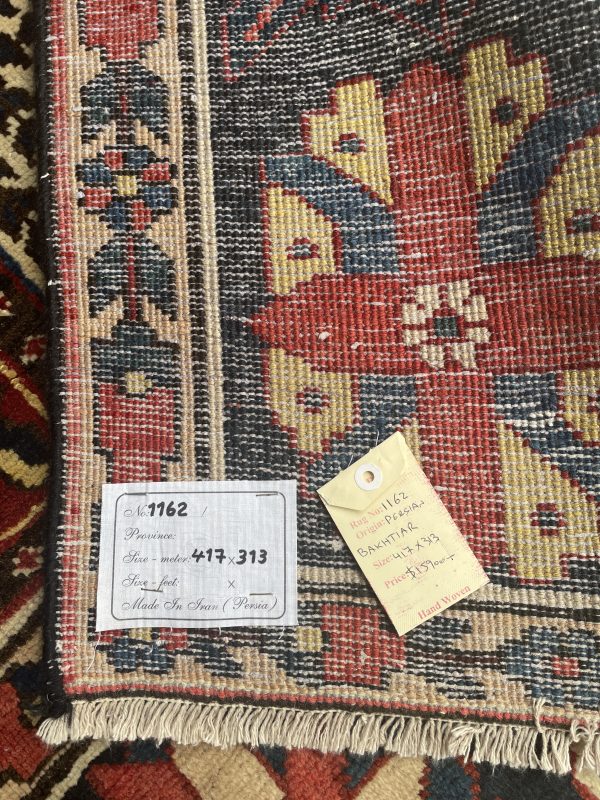 No: 1162 /
Province:
Size - meter: 417 x 313
Size - feet: x
Made In Iran ( Persia )
Rug No: 1162
Origin: PERSIAN
BAKHTIAR
Size: 417 X 313
Price:
Hand Woven